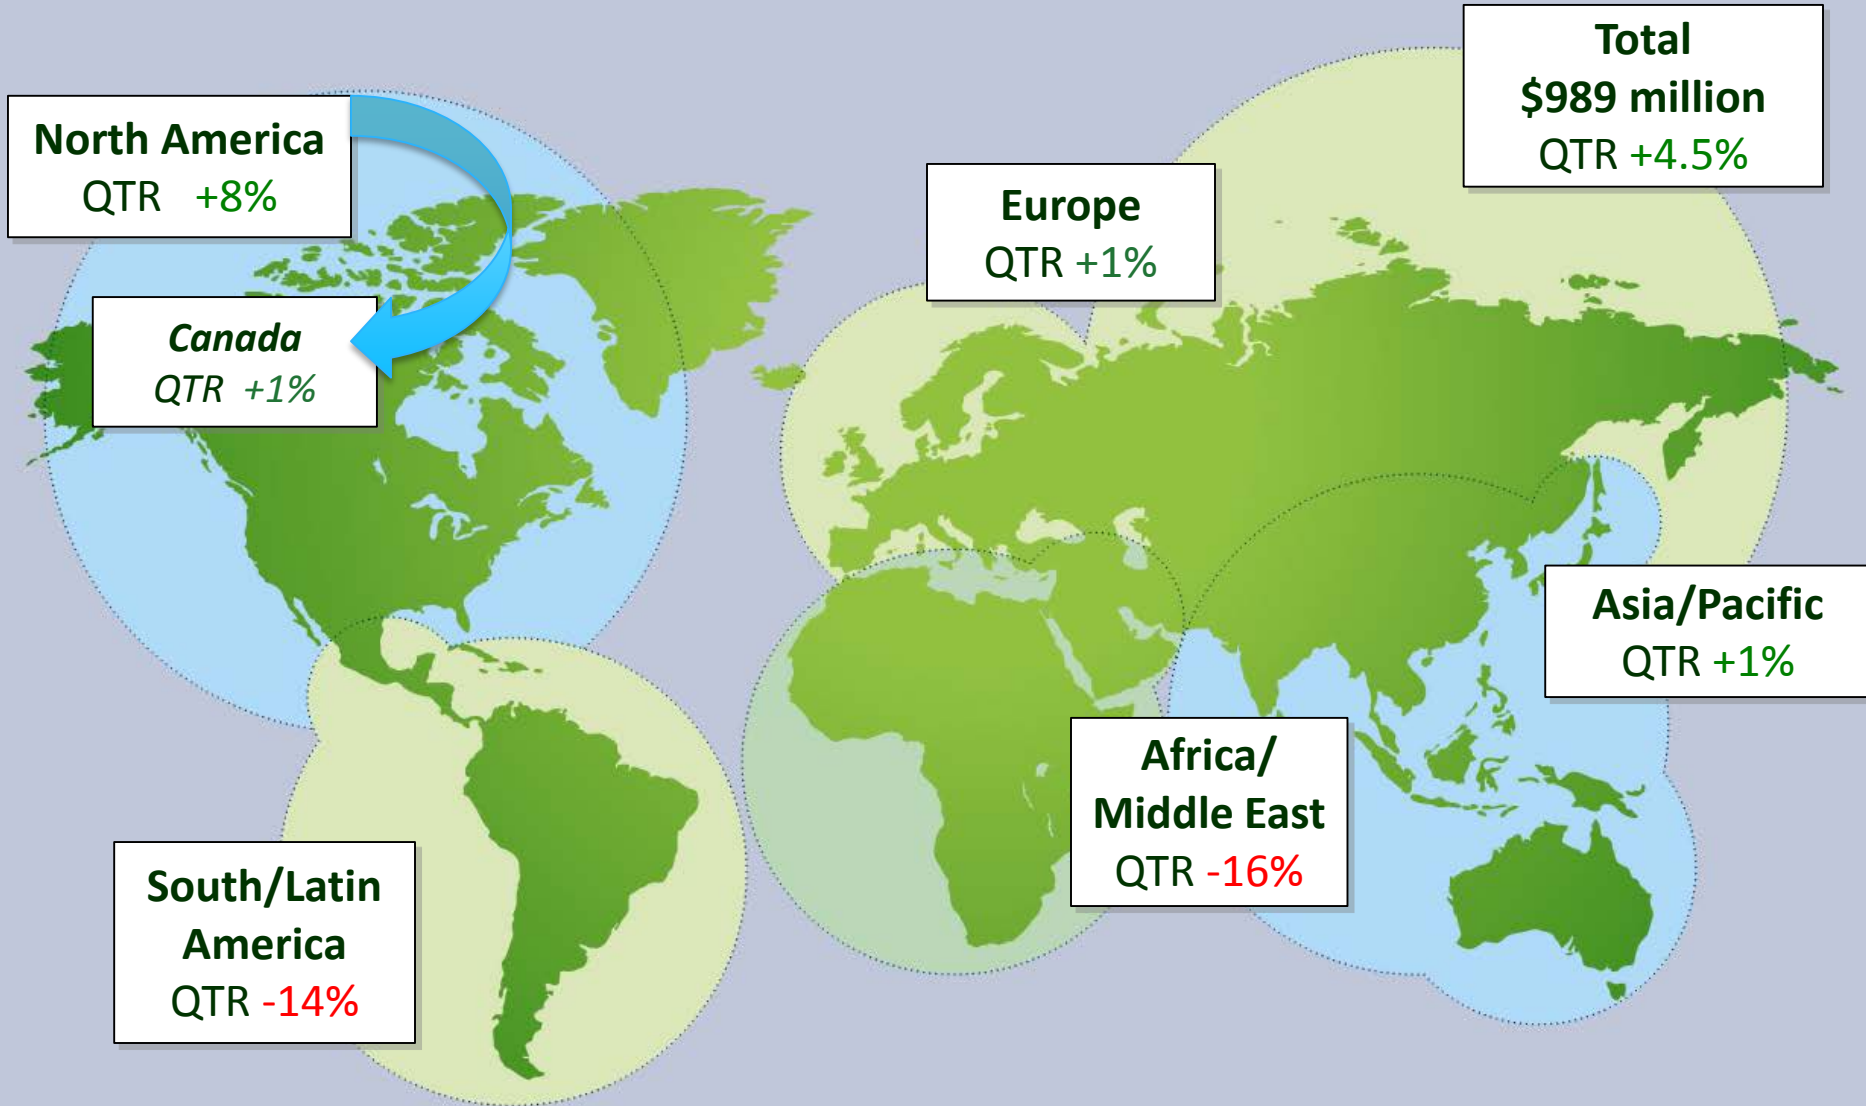 Total
$989 million
QTR +4.5%
North America
QTR +8%
Europe
QTR +1%
Canada
QTR +1%
Asia/Pacific
QTR +1%
Africa/
Middle East
QTR -16%
South/Latin
America
QTR -14%